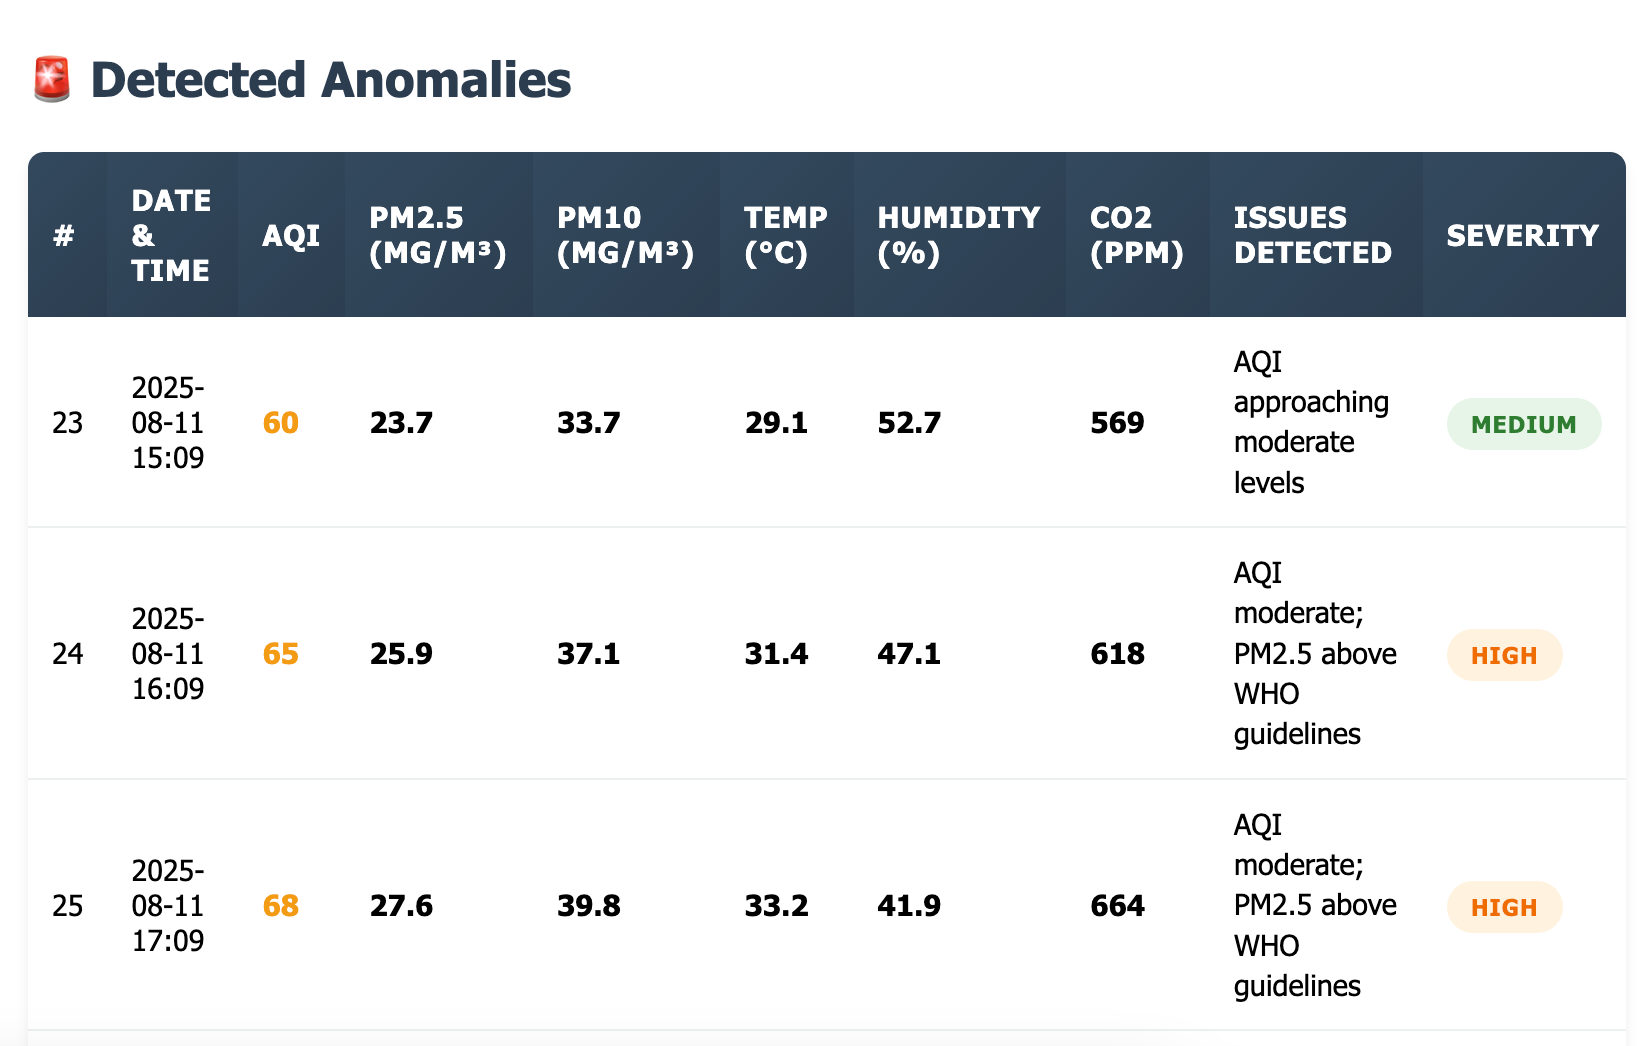 🚨 Detected Anomalies
#
DATE
&
TIME
AQI
PM2.5
(MG/M³)
PM10
(MG/M³)
TEMP
(°C)
HUMIDITY
(%)
CO2
(PPM)
ISSUES
DETECTED
SEVERITY
23
2025-
08-11
15:09
60
23.7
33.7
29.1
52.7
569
AQI
approaching
moderate
levels
MEDIUM
24
2025-
08-11
16:09
65
25.9
37.1
31.4
47.1
618
AQI
moderate;
PM2.5 above
WHO
guidelines
HIGH
25
2025-
08-11
17:09
68
27.6
39.8
33.2
41.9
664
AQI
moderate;
PM2.5 above
WHO
guidelines
HIGH